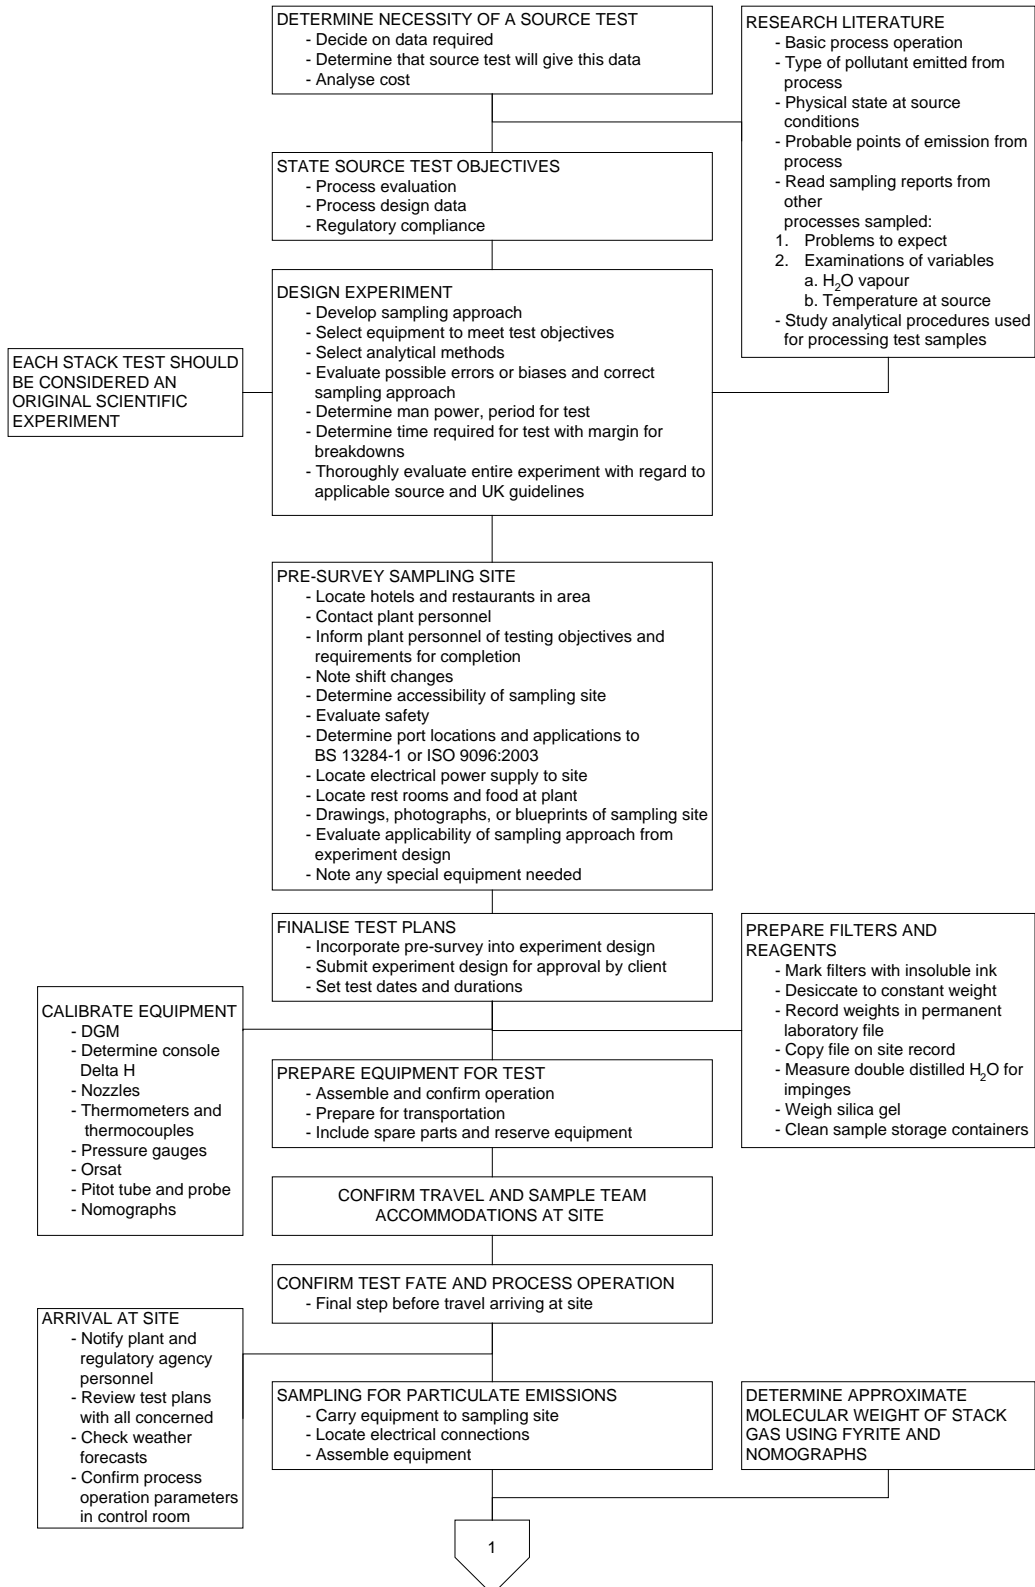 DETERMINE NECESSITY OF A SOURCE TEST
- Decide on data required
- Determine that source test will give this data
- Analyse cost
RESEARCH LITERATURE
- Basic process operation
- Type of pollutant emitted from
process
- Physical state at source
conditions
- Probable points of emission from
process
- Read sampling reports from
other
processes sampled:
1. Problems to expect
2. Examinations of variables
a. H₂O vapour
b. Temperature at source
- Study analytical procedures used
for processing test samples
STATE SOURCE TEST OBJECTIVES
- Process evaluation
- Process design data
- Regulatory compliance
DESIGN EXPERIMENT
- Develop sampling approach
- Select equipment to meet test objectives
- Select analytical methods
- Evaluate possible errors or biases and correct
sampling approach
- Determine man power, period for test
- Determine time required for test with margin for
breakdowns
- Thoroughly evaluate entire experiment with regard to
applicable source and UK guidelines
EACH STACK TEST SHOULD
BE CONSIDERED AN
ORIGINAL SCIENTIFIC
EXPERIMENT
PRE-SURVEY SAMPLING SITE
- Locate hotels and restaurants in area
- Contact plant personnel
- Inform plant personnel of testing objectives and
requirements for completion
- Note shift changes
- Determine accessibility of sampling site
- Evaluate safety
- Determine port locations and applications to
BS 13284-1 or ISO 9096:2003
- Locate electrical power supply to site
- Locate rest rooms and food at plant
- Drawings, photographs, or blueprints of sampling site
- Evaluate applicability of sampling approach from
experiment design
- Note any special equipment needed
FINALISE TEST PLANS
- Incorporate pre-survey into experiment design
- Submit experiment design for approval by client
- Set test dates and durations
PREPARE FILTERS AND
REAGENTS
- Mark filters with insoluble ink
- Desiccate to constant weight
- Record weights in permanent
laboratory file
- Copy file on site record
- Measure double distilled H₂O for
impinges
- Weigh silica gel
- Clean sample storage containers
CALIBRATE EQUIPMENT
- DGM
- Determine console
Delta H
- Nozzles
- Thermometers and
thermocouples
- Pressure gauges
- Orsat
- Pitot tube and probe
- Nomographs
PREPARE EQUIPMENT FOR TEST
- Assemble and confirm operation
- Prepare for transportation
- Include spare parts and reserve equipment
CONFIRM TRAVEL AND SAMPLE TEAM
ACCOMMODATIONS AT SITE
CONFIRM TEST FATE AND PROCESS OPERATION
- Final step before travel arriving at site
ARRIVAL AT SITE
- Notify plant and
regulatory agency
personnel
- Review test plans
with all concerned
- Check weather
forecasts
- Confirm process
operation parameters
in control room
SAMPLING FOR PARTICULATE EMISSIONS
- Carry equipment to sampling site
- Locate electrical connections
- Assemble equipment
DETERMINE APPROXIMATE
MOLECULAR WEIGHT OF STACK
GAS USING FYRITE AND
NOMOGRAPHS
1